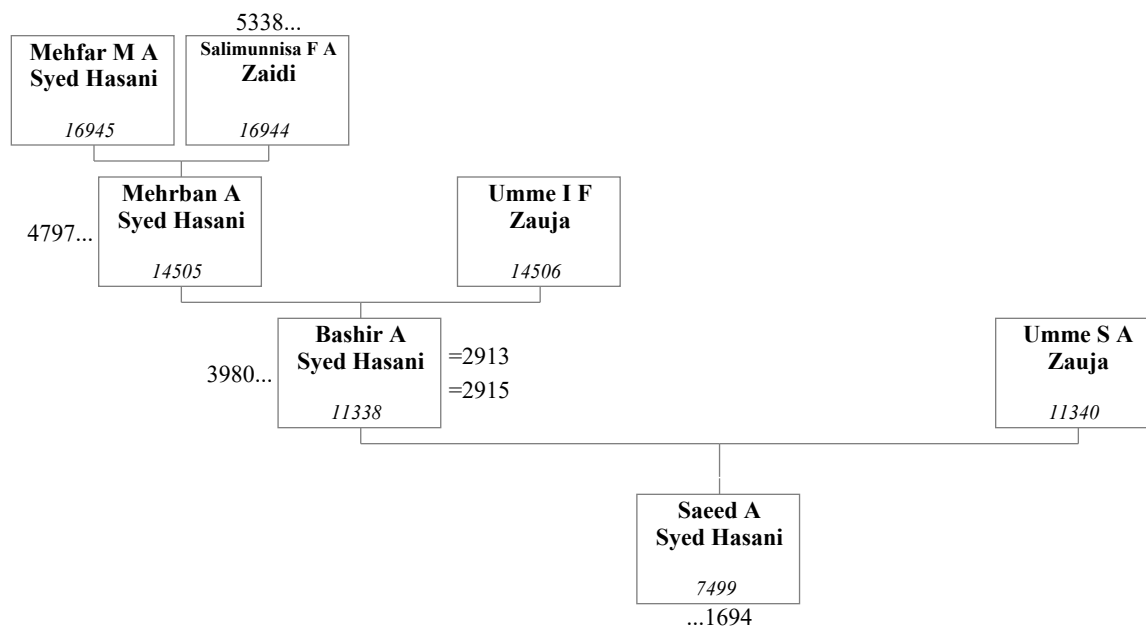 5338...
Mehfar M A
Syed Hasani
16945
Salimunnisa F A
Zaidi
16944
4797...
Mehrban A
Syed Hasani
14505
Umme I F
Zauja
14506
3980...
Bashir A
Syed Hasani
11338
=2913
=2915
Umme S A
Zauja
11340
Saeed A
Syed Hasani
7499
...1694